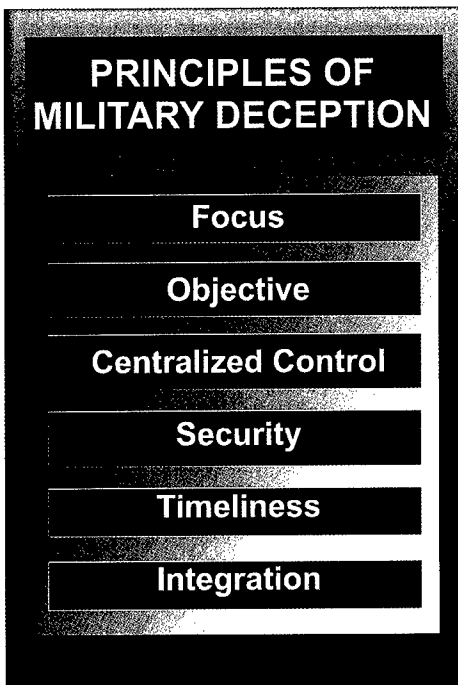 PRINCIPLES OF
MILITARY DECEPTION
Focus
Objective
Centralized Control
Security
Timeliness
Integration